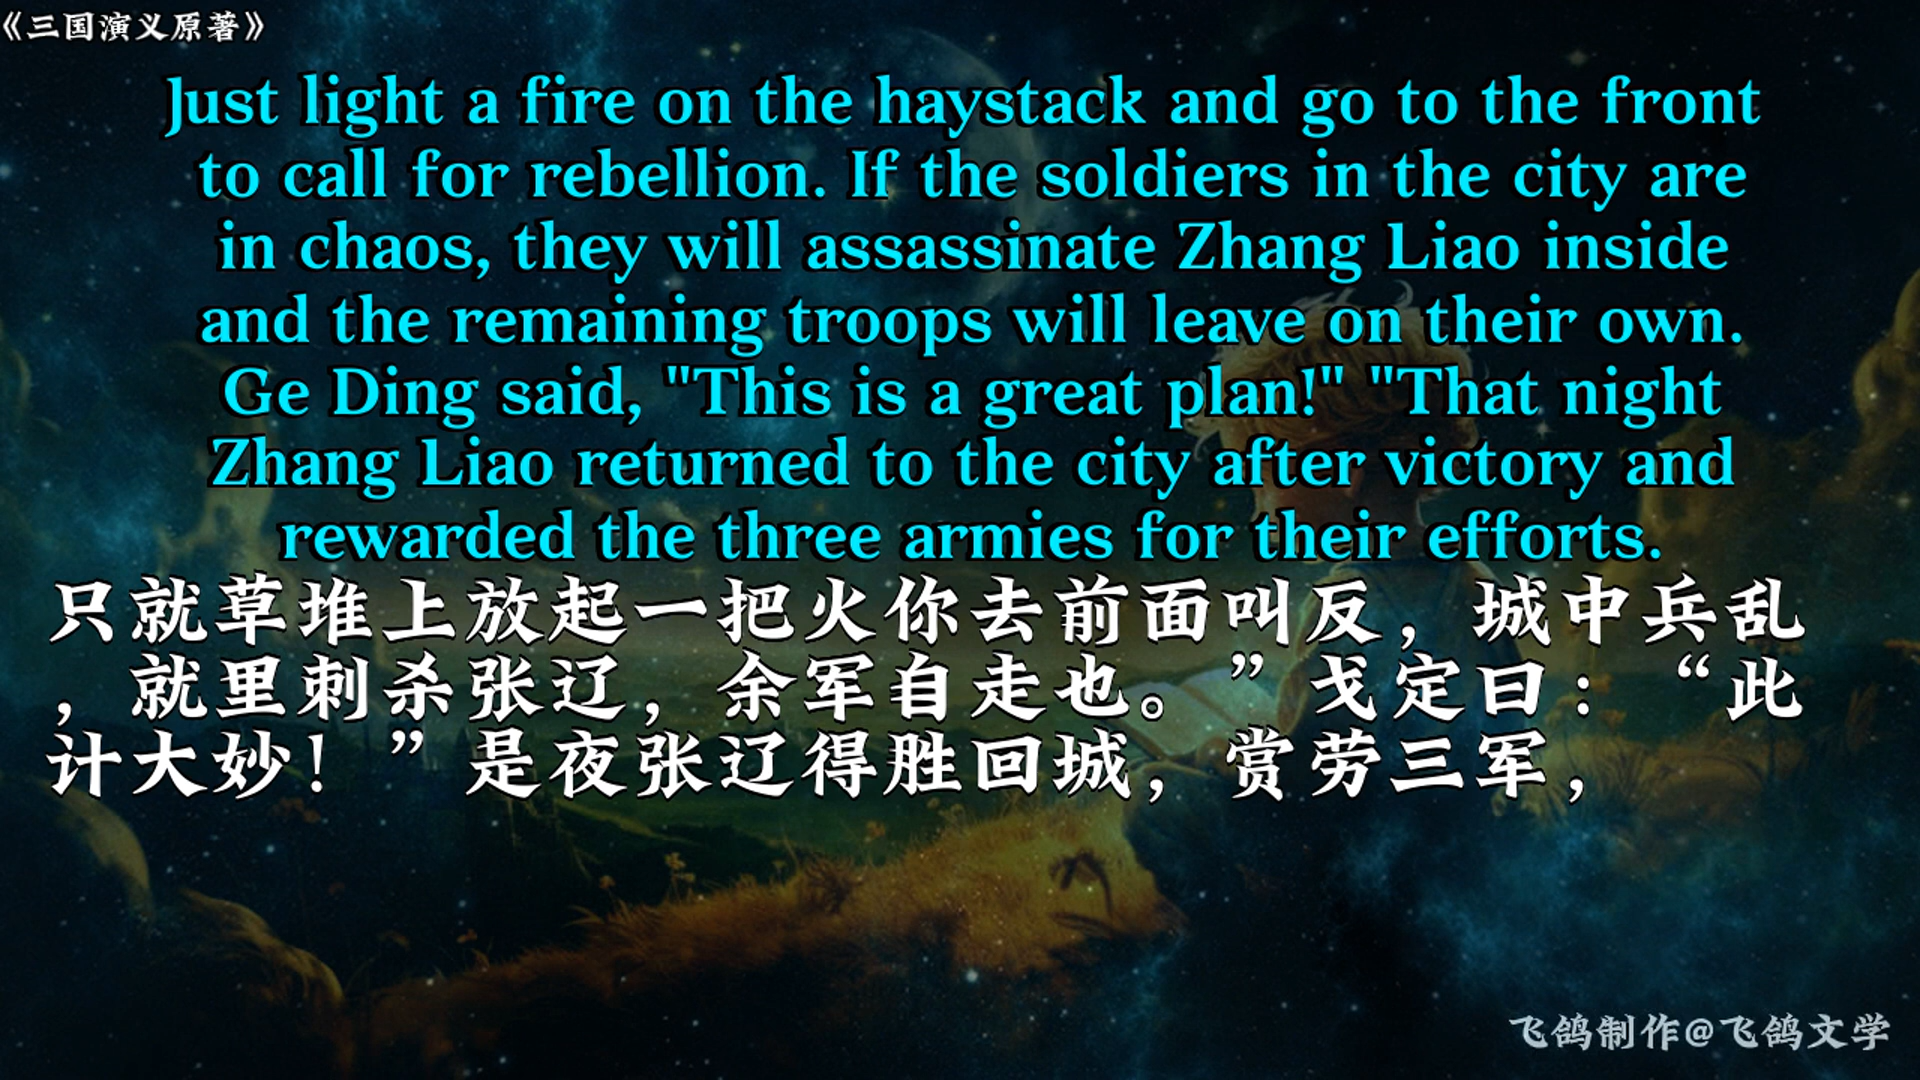 《三国演义原著》
Just light a fire on the haystack and go to the front
to call for rebellion. If the soldiers in the city are
in chaos, they will assassinate Zhang Liao inside
and the remaining troops will leave on their own.
Ge Ding said, "This is a great plan!" "That night
Zhang Liao returned to the city after victory and
rewarded the three armies for their efforts.
只就草堆上放起一把火你去前面叫反，城中兵乱
，就里刺杀张辽，余军自走也。”戈定曰：“此
计大妙！”是夜张辽得胜回城，赏劳三军，
飞鸽制作@飞鸽文学